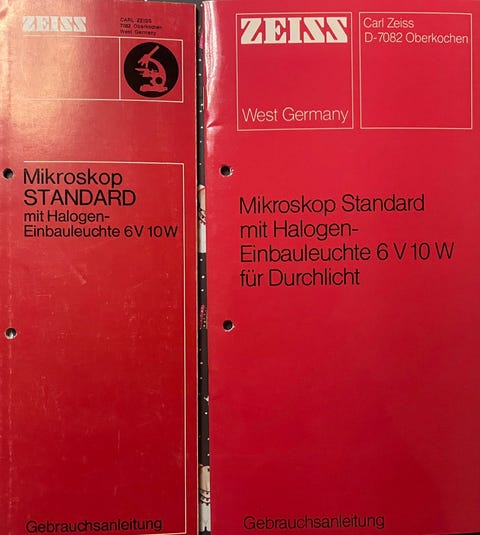 ZEISS
CARL ZEISS
7082 Oberkochen
West Germany
Mikroskop
STANDARD
mit Halogen-
Einbauleuchte 6 V 10 W
Gebrauchsanleitung
ZEISS
West Germany
Carl Zeiss
D-7082 Oberkochen
Mikroskop Standard
mit Halogen-
Einbauleuchte 6 V 10 W
für Durchlicht
Gebrauchsanleitung